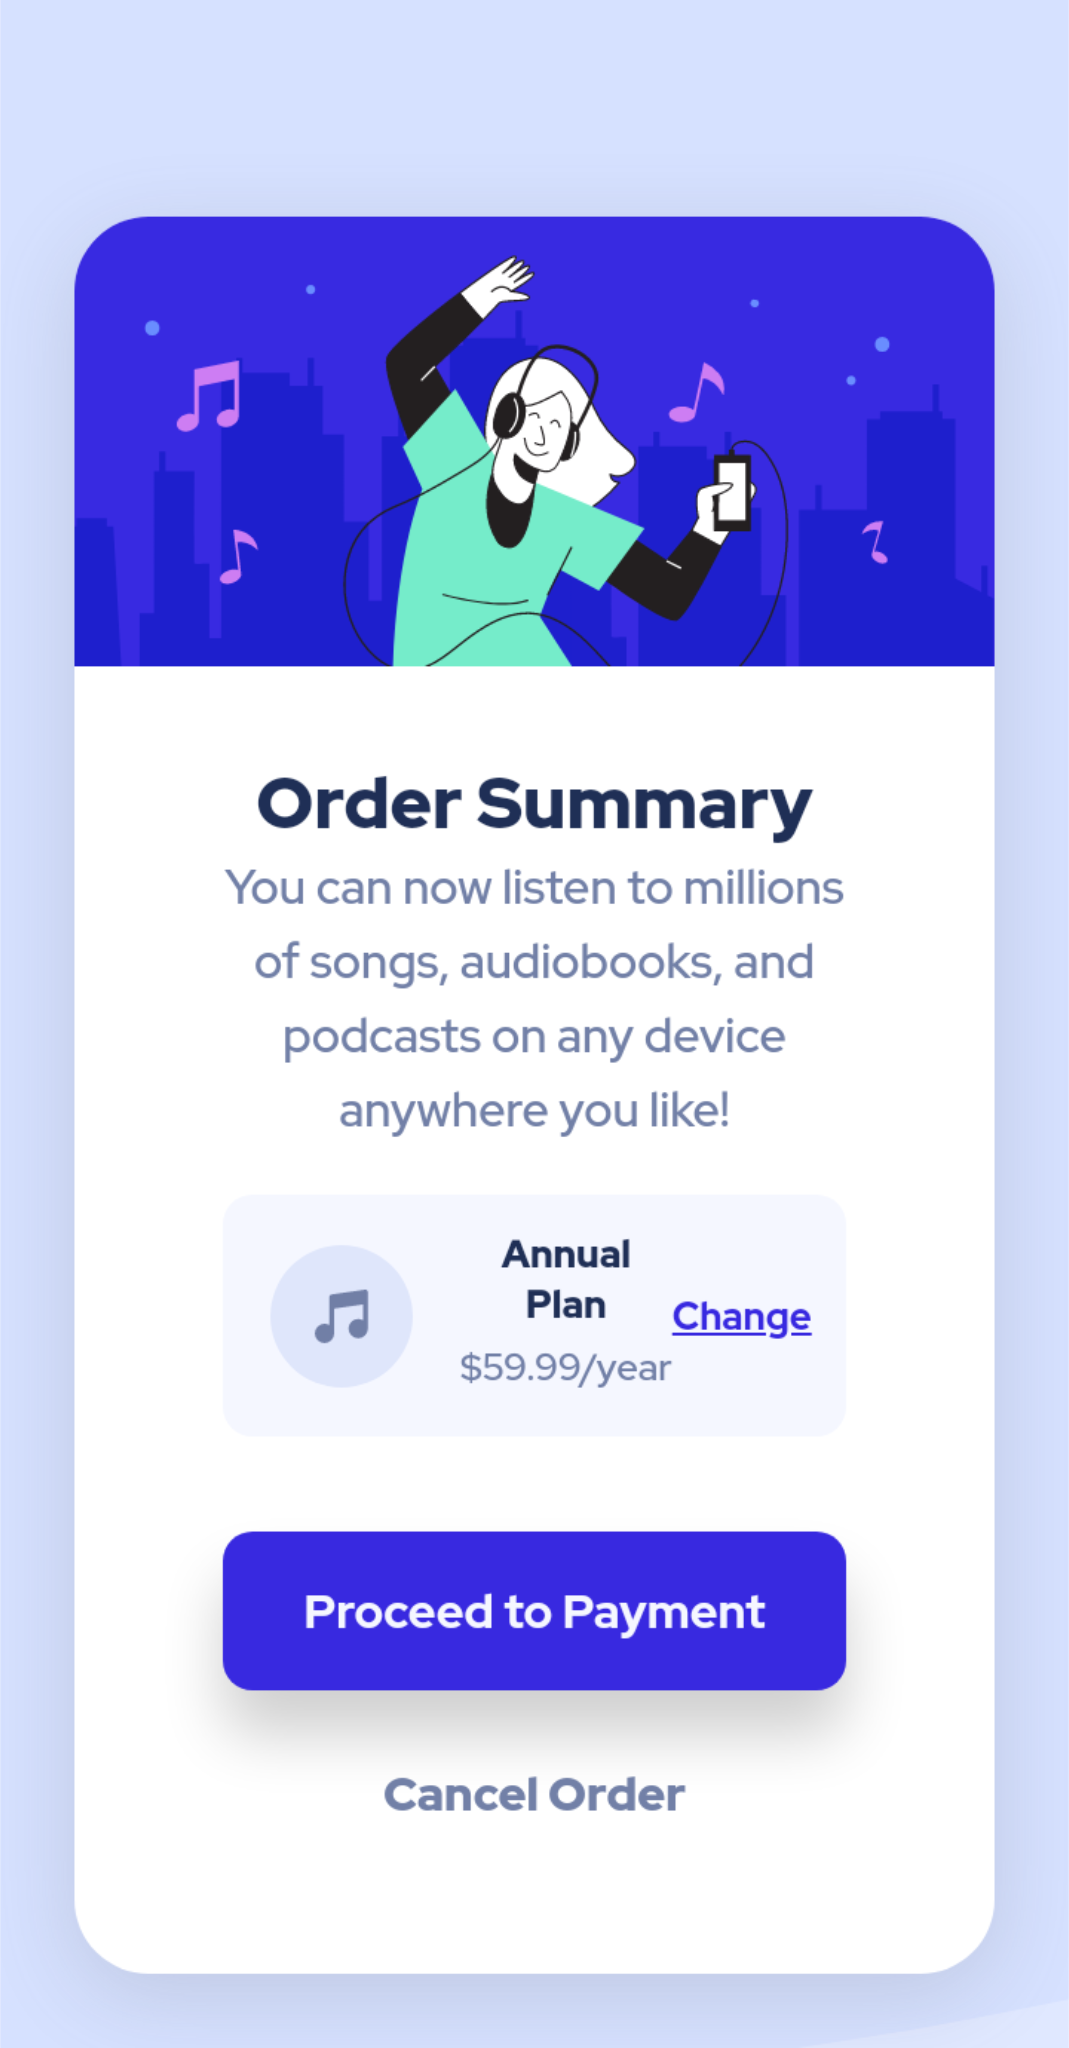 Order Summary
You can now listen to millions
of songs, audiobooks, and
podcasts on any device
anywhere you like!
Annual
Plan
$59.99/year
Change
Proceed to Payment
Cancel Order